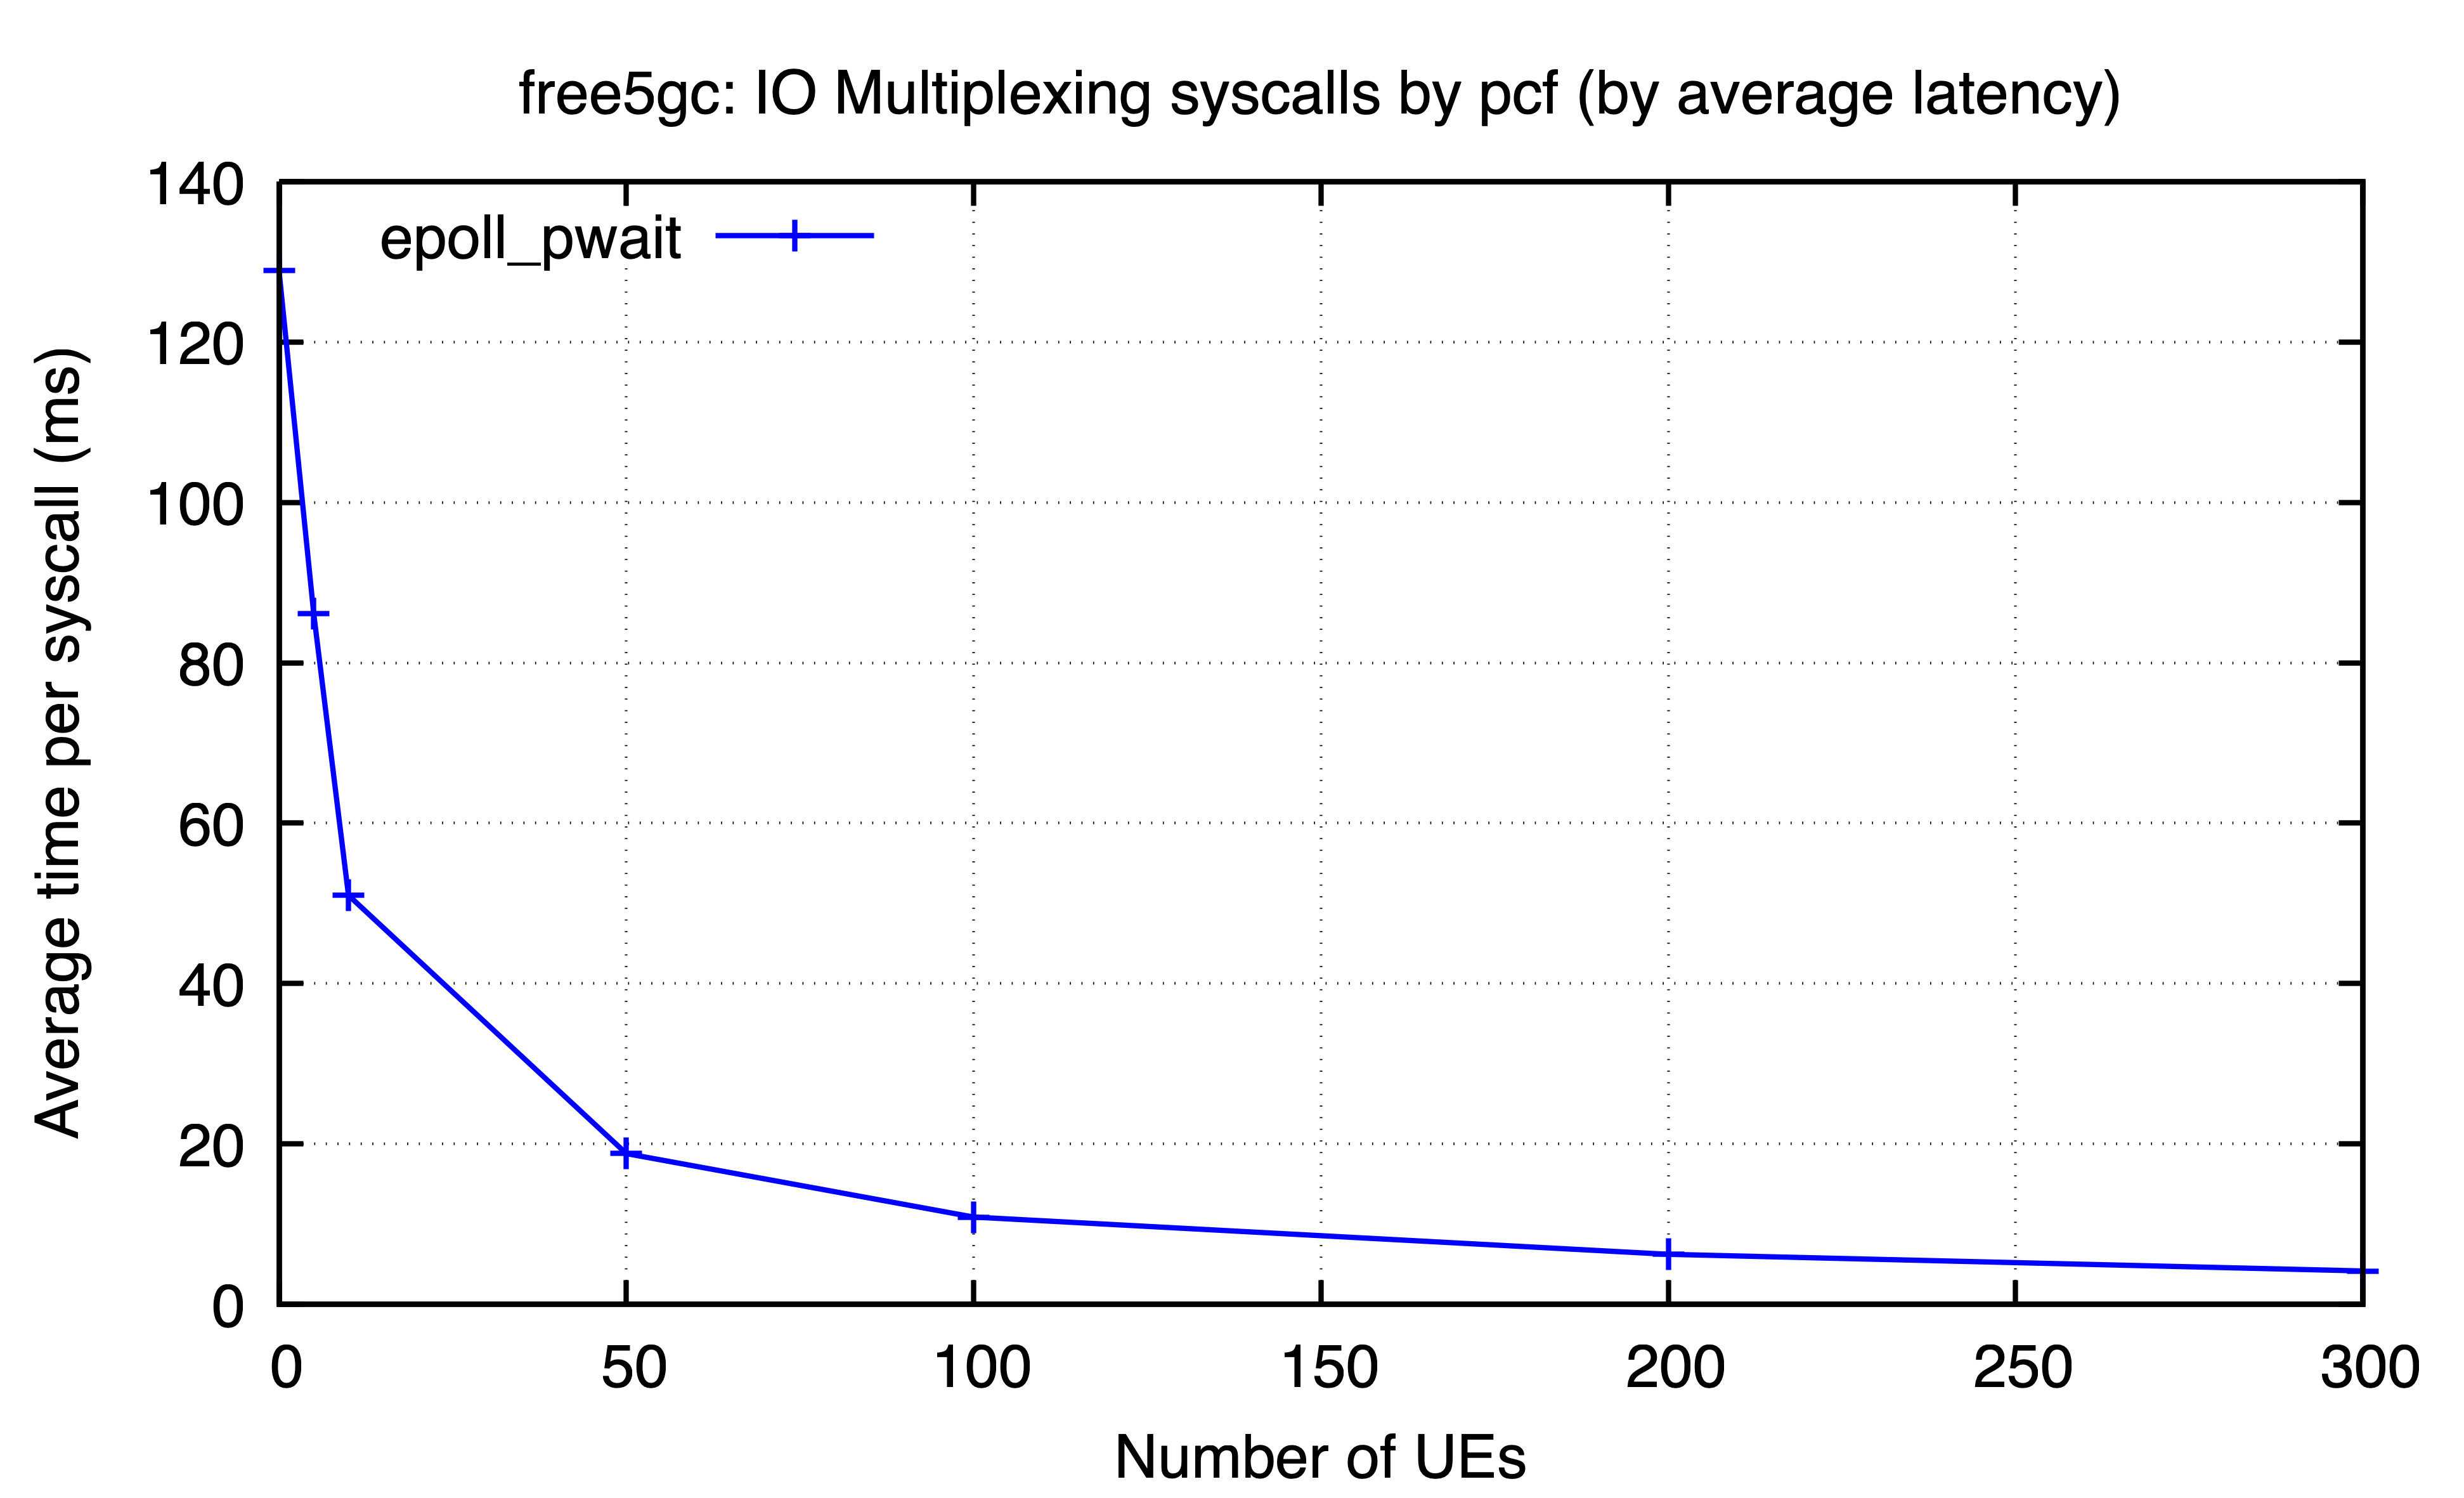 free5gc: IO Multiplexing syscalls by pcf (by average latency)
140
epoll_pwait
120
100
80
60
40
20
0
Average time per syscall (ms)
0 50 100 150 200 250 300
Number of UEs